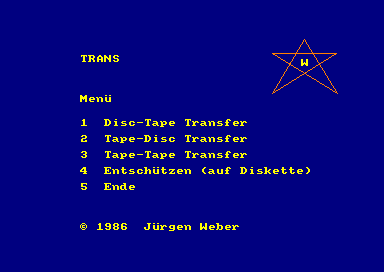 TRANS
W
Menü
1 Disc-Tape Transfer
2 Tape-Disc Transfer
3 Tape-Tape Transfer
4 Entschützen (auf Diskette)
5 Ende
© 1986 Jürgen Weber